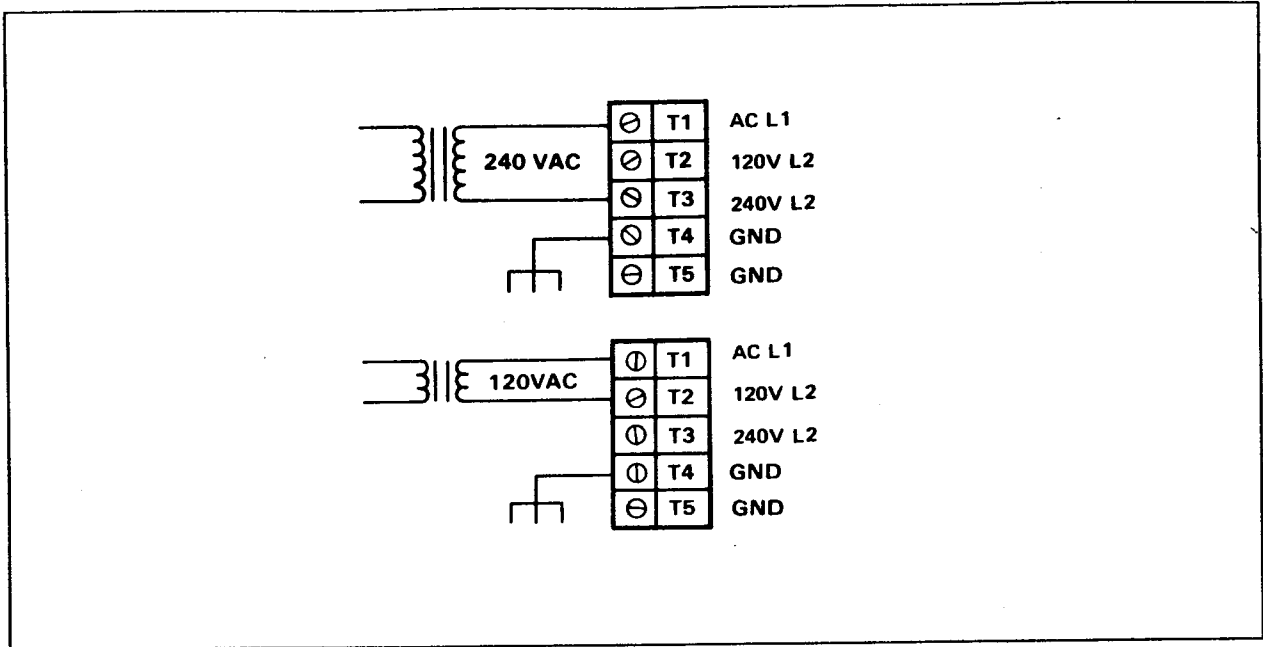 T1 AC L1
240 VAC T2 120V L2
T3 240V L2
T4 GND
T5 GND
T1 AC L1
120VAC T2 120V L2
T3 240V L2
T4 GND
T5 GND